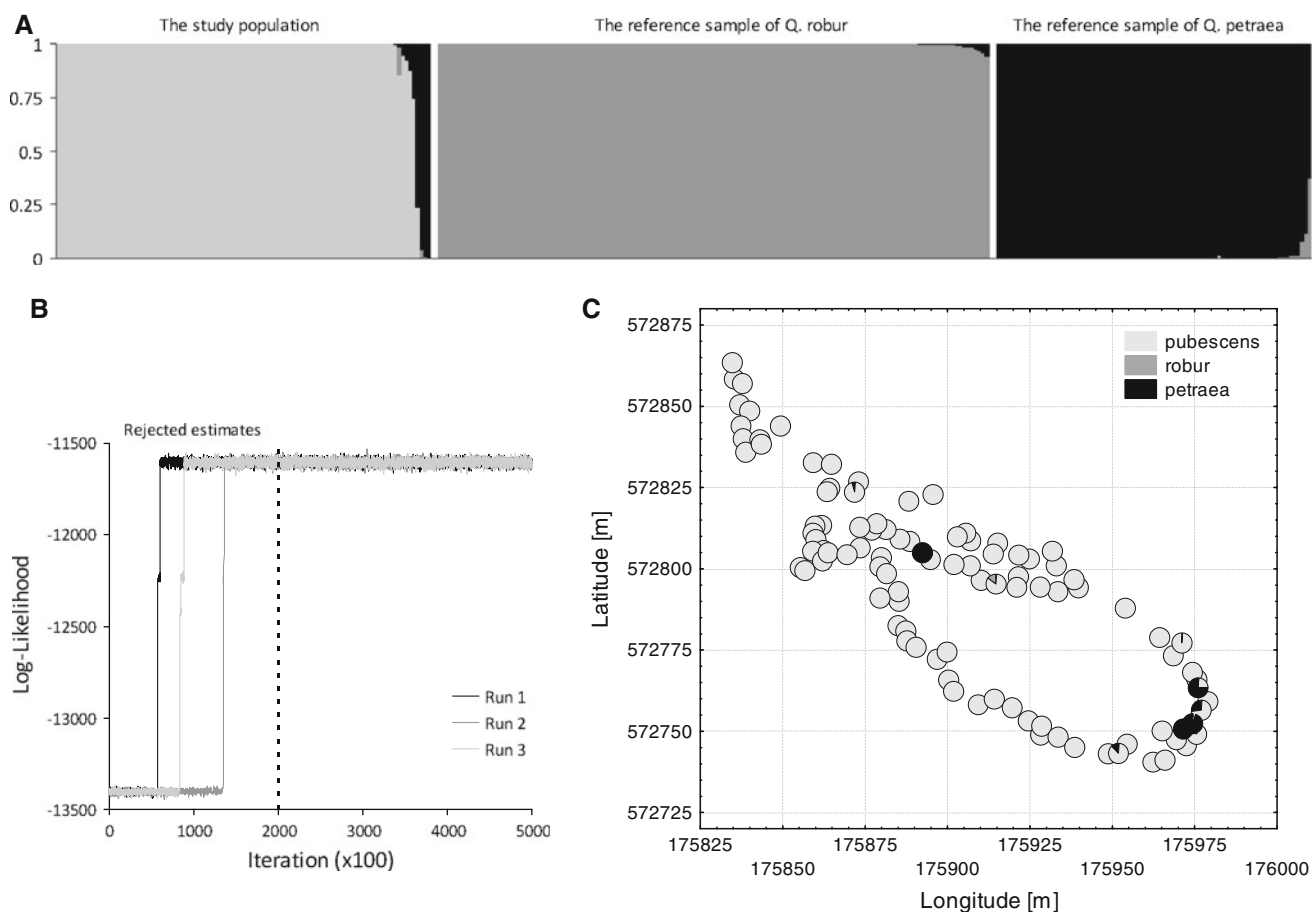 A
The study population
The reference sample of Q. robur
The reference sample of Q. petraea
1
0.75
0.5
0.25
0
B
Rejected estimates
-11500
-12000
-12500
-13000
-13500
Log-Likelihood
Run 1
Run 2
Run 3
0
1000
2000
3000
4000
5000
Iteration (x100)
C
572875
572850
572825
572800
572775
572750
572725
Latitude [m]
pubescens
robur
petraea
175825
175875
175925
175975
175850
175900
175950
176000
Longitude [m]